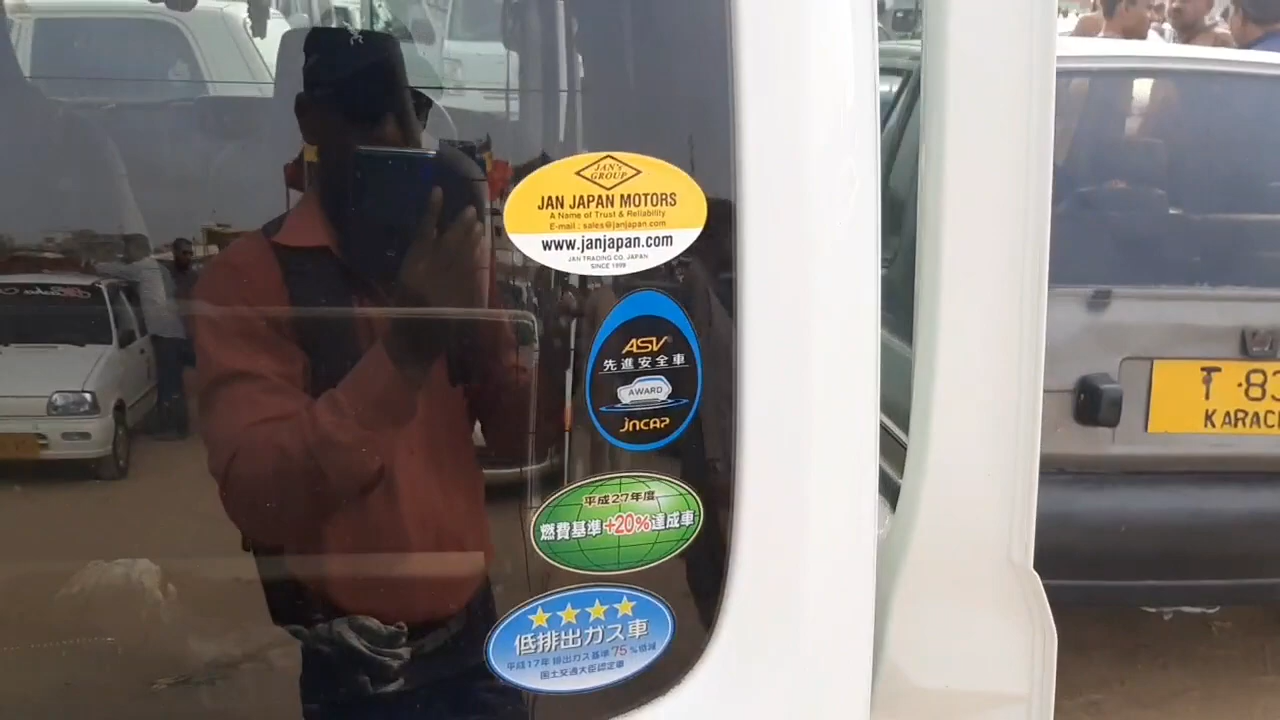 JAN's
GROUP
JAN JAPAN MOTORS
A Name of Trust & Reliability
E-mail : sales@janjapan.com
www.janjapan.com
JAN TRADING CO. JAPAN
SINCE 1999
ASV
先進安全車
AWARD
JNCAP
平成27年度
燃費基準+20%達成車
低排出ガス車
平成17年排出ガス基準75%低減
国土交通大臣認定車
KARAC